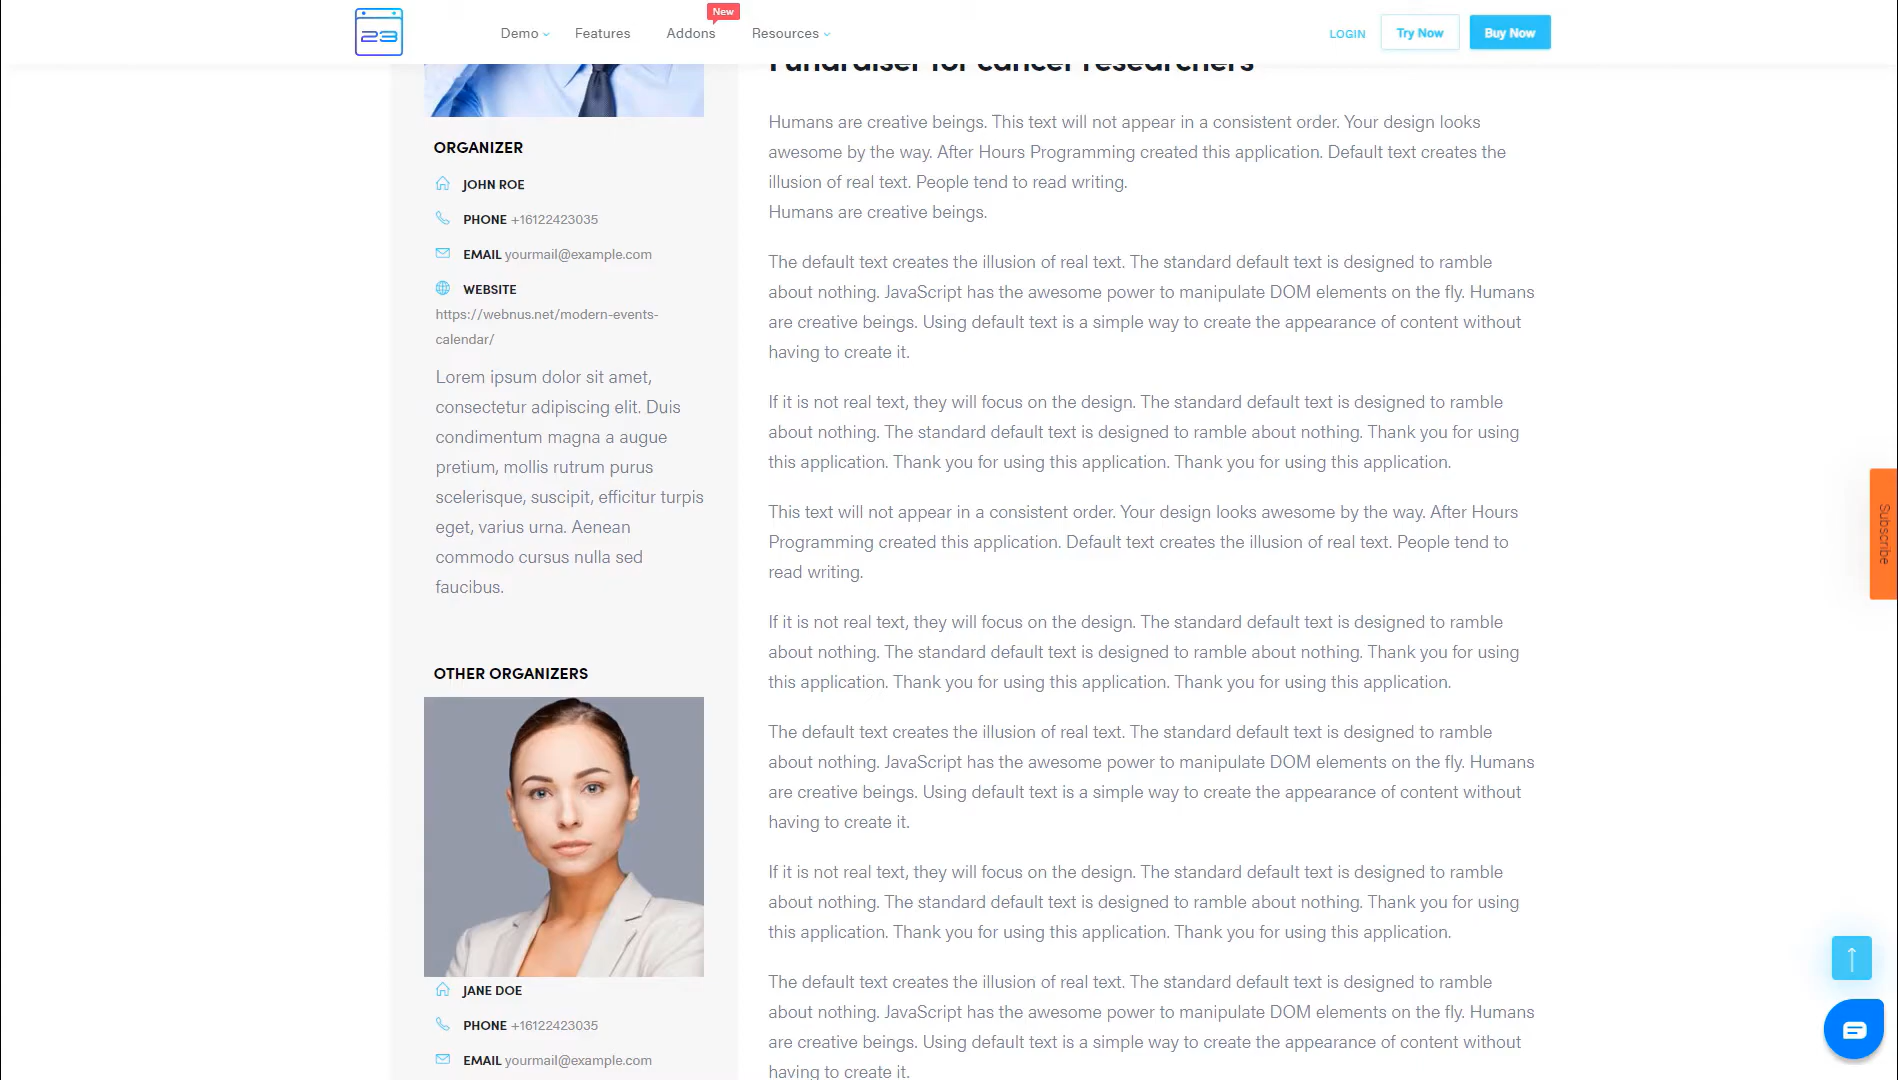 23
Demo
Features
Addons
New
Resources
LOGIN
Try Now
Buy Now
ORGANIZER
JOHN ROE
PHONE +16122423035
EMAIL yourmail@example.com
WEBSITE
https://webnus.net/modern-events-
calendar/
Lorem ipsum dolor sit amet,
consectetur adipiscing elit. Duis
condimentum magna a augue
pretium, mollis rutrum purus
scelerisque, suscipit, efficitur turpis
eget, varius urna. Aenean
commodo cursus nulla sed
faucibus.
OTHER ORGANIZERS
JANE DOE
PHONE +16122423035
EMAIL yourmail@example.com
Fundraiser for cancer researchers
Humans are creative beings. This text will not appear in a consistent order. Your design looks
awesome by the way. After Hours Programming created this application. Default text creates the
illusion of real text. People tend to read writing.
Humans are creative beings.
The default text creates the illusion of real text. The standard default text is designed to ramble
about nothing. JavaScript has the awesome power to manipulate DOM elements on the fly. Humans
are creative beings. Using default text is a simple way to create the appearance of content without
having to create it.
If it is not real text, they will focus on the design. The standard default text is designed to ramble
about nothing. The standard default text is designed to ramble about nothing. Thank you for using
this application. Thank you for using this application. Thank you for using this application.
This text will not appear in a consistent order. Your design looks awesome by the way. After Hours
Programming created this application. Default text creates the illusion of real text. People tend to
read writing.
If it is not real text, they will focus on the design. The standard default text is designed to ramble
about nothing. The standard default text is designed to ramble about nothing. Thank you for using
this application. Thank you for using this application. Thank you for using this application.
The default text creates the illusion of real text. The standard default text is designed to ramble
about nothing. JavaScript has the awesome power to manipulate DOM elements on the fly. Humans
are creative beings. Using default text is a simple way to create the appearance of content without
having to create it.
If it is not real text, they will focus on the design. The standard default text is designed to ramble
about nothing. The standard default text is designed to ramble about nothing. Thank you for using
this application. Thank you for using this application. Thank you for using this application.
The default text creates the illusion of real text. The standard default text is designed to ramble
about nothing. JavaScript has the awesome power to manipulate DOM elements on the fly. Humans
are creative beings. Using default text is a simple way to create the appearance of content without
having to create it.
Subscribe